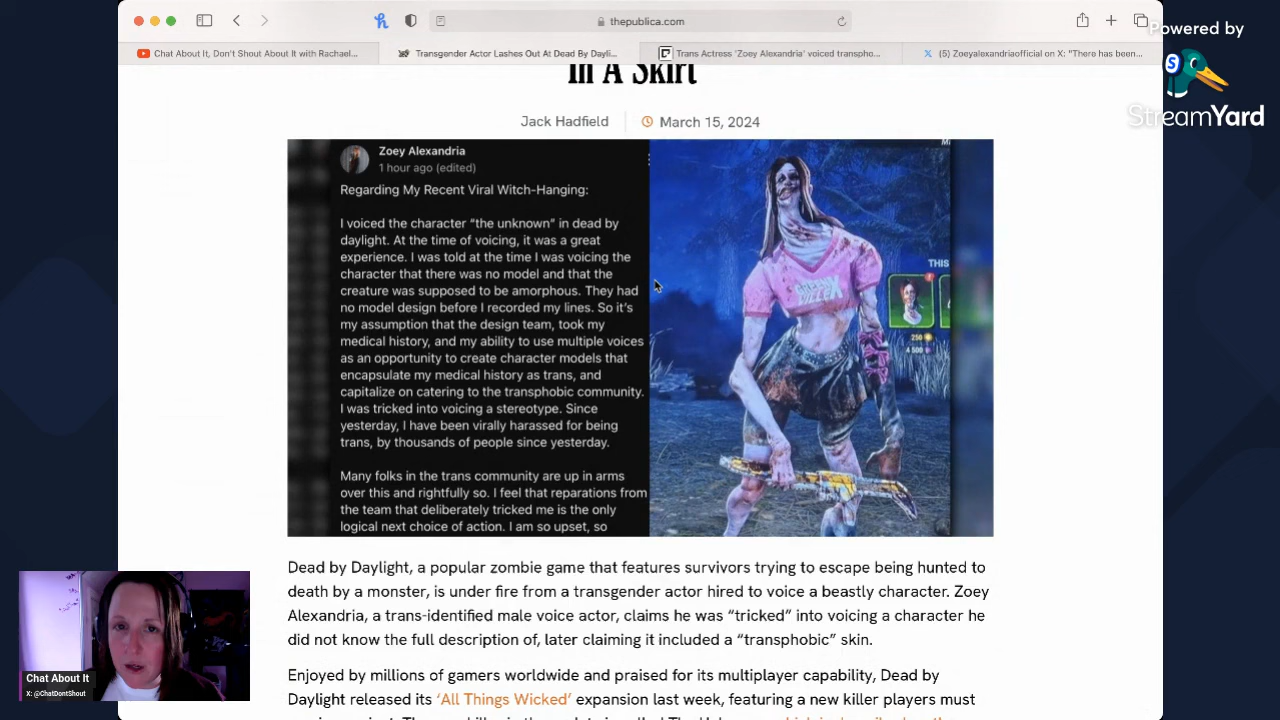 thepublica.com
Powered by
StreamYard
Chat About It, Don't Shout About It with Rachael...
Transgender Actor Lashes Out At Dead By Dayli...
Trans Actress 'Zoey Alexandria' voiced transpho...
(5) Zoeyalexandriaofficial on X: "There has been...
In A Skirt
Jack Hadfield
March 15, 2024
Zoey Alexandria
1 hour ago (edited)
Regarding My Recent Viral Witch-Hanging:
I voiced the character "the unknown" in dead by
daylight. At the time of voicing, it was a great
experience. I was told at the time I was voicing the
character that there was no model and that the
creature was supposed to be amorphous. They had
no model design before I recorded my lines. So it's
my assumption that the design team, took my
medical history, and my ability to use multiple voices
as an opportunity to create character models that
encapsulate my medical history as trans, and
capitalize on catering to the transphobic community.
I was tricked into voicing a stereotype. Since
yesterday, I have been virally harassed for being
trans, by thousands of people since yesterday.
Many folks in the trans community are up in arms
over this and rightfully so. I feel that reparations from
the team that deliberately tricked me is the only
logical next choice of action. I am so upset, so
THIS
250
4 500
Dead by Daylight, a popular zombie game that features survivors trying to escape being hunted to
death by a monster, is under fire from a transgender actor hired to voice a beastly character. Zoey
Alexandria, a trans-identified male voice actor, claims he was "tricked" into voicing a character he
did not know the full description of, later claiming it included a "transphobic" skin.
Enjoyed by millions of gamers worldwide and praised for its multiplayer capability, Dead by
Daylight released its 'All Things Wicked' expansion last week, featuring a new killer players must
Chat About It
X: @ChatDontShout